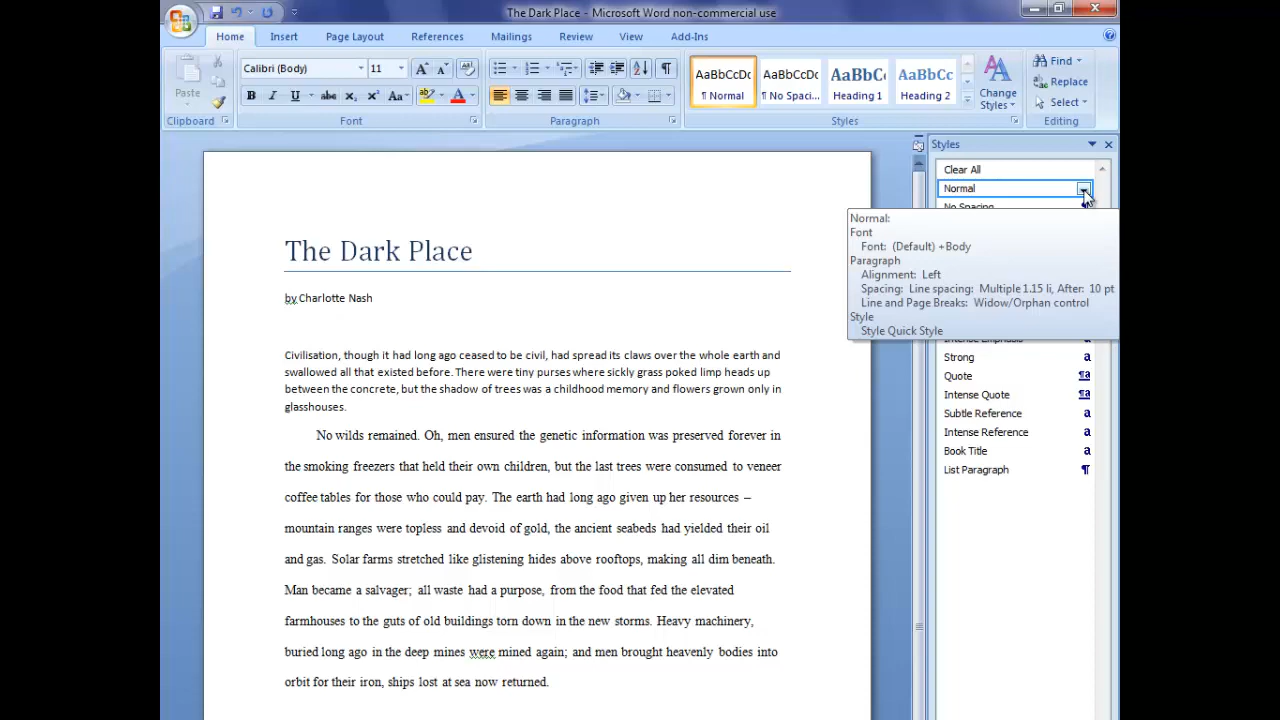 The Dark Place - Microsoft Word non-commercial use
Home Insert Page Layout References Mailings Review View Add-Ins
Paste
Clipboard
Calibri (Body) 11
B I U abc x₂ x² Aa
Font
Paragraph
AaBbCcDc AaBbCcDc AaBbC AaBbCc
¶ Normal ¶ No Spaci... Heading 1 Heading 2
Change
Styles
Styles
Find
Replace
Select
Editing
Styles
Clear All
Normal
No Spacing
Normal:
Font
Font: (Default) +Body
Paragraph
Alignment: Left
Spacing: Line spacing: Multiple 1.15 li, After: 10 pt
Line and Page Breaks: Widow/Orphan control
Style
Style Quick Style
Intense Emphasis a
Strong a
Quote ¶a
Intense Quote ¶a
Subtle Reference a
Intense Reference a
Book Title a
List Paragraph ¶
The Dark Place
by Charlotte Nash
Civilisation, though it had long ago ceased to be civil, had spread its claws over the whole earth and
swallowed all that existed before. There were tiny purses where sickly grass poked limp heads up
between the concrete, but the shadow of trees was a childhood memory and flowers grown only in
glasshouses.
No wilds remained. Oh, men ensured the genetic information was preserved forever in
the smoking freezers that held their own children, but the last trees were consumed to veneer
coffee tables for those who could pay. The earth had long ago given up her resources –
mountain ranges were topless and devoid of gold, the ancient seabeds had yielded their oil
and gas. Solar farms stretched like glistening hides above rooftops, making all dim beneath.
Man became a salvager; all waste had a purpose, from the food that fed the elevated
farmhouses to the guts of old buildings torn down in the new storms. Heavy machinery,
buried long ago in the deep mines were mined again; and men brought heavenly bodies into
orbit for their iron, ships lost at sea now returned.